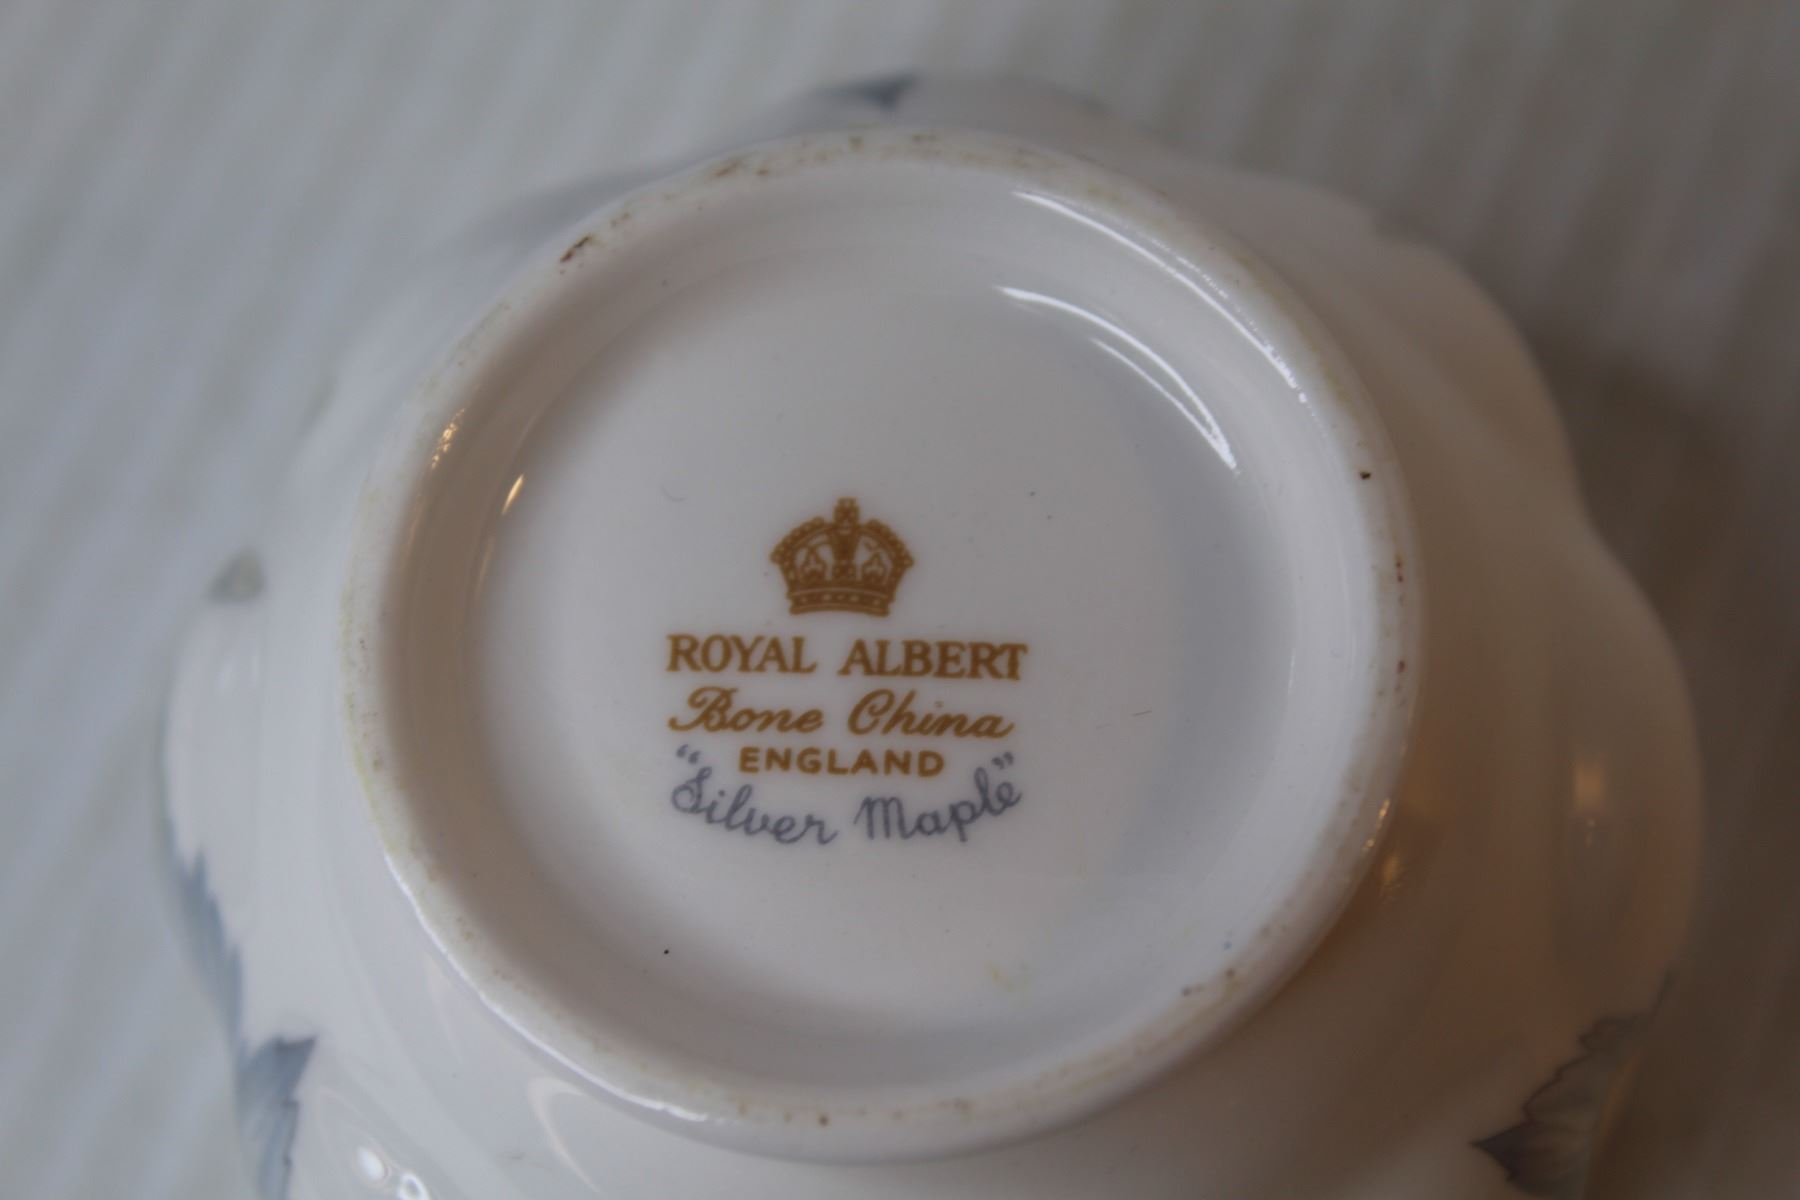 ROYAL ALBERT
Bone China
ENGLAND
"Silver Maple"